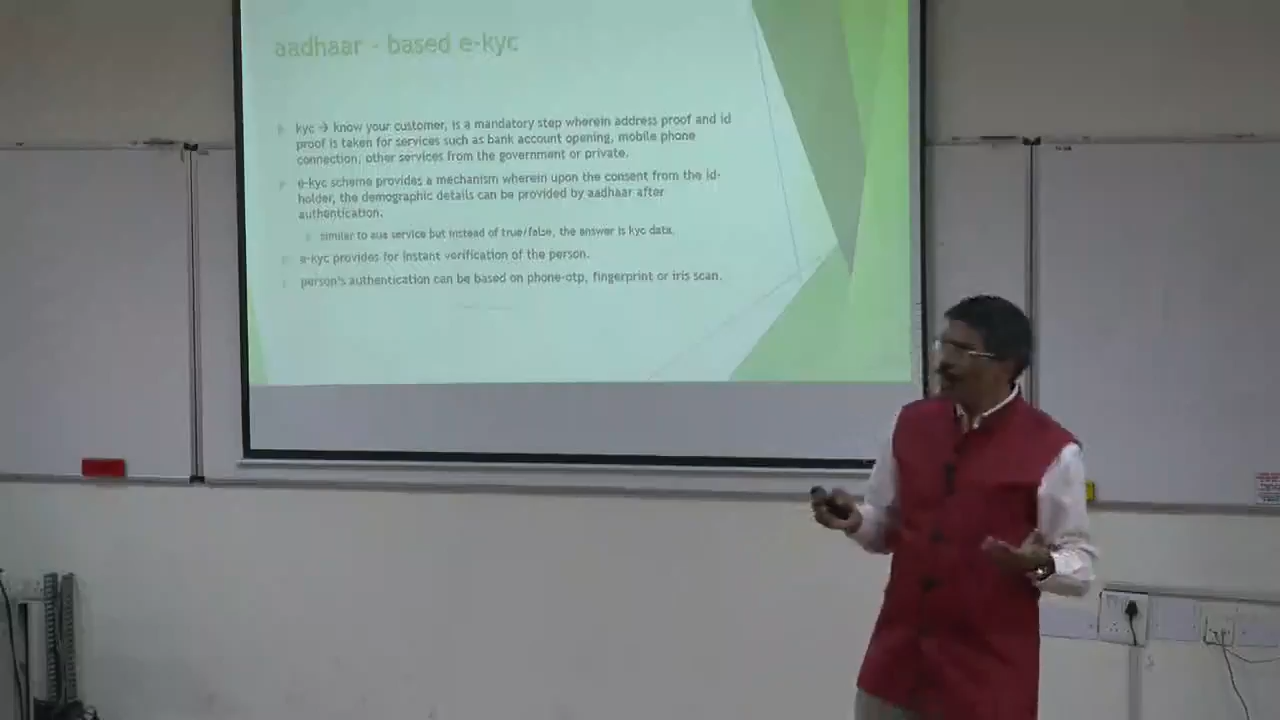 aadhaar - based e-kyc
kyc → know your customer, is a mandatory step wherein address proof and id
proof is taken for services such as bank account opening, mobile phone
connection, other services from the government or private.
e-kyc scheme provides a mechanism wherein upon the consent from the id-
holder, the demographic details can be provided by aadhaar after
authentication.
similar to aua service but instead of true/false, the answer is kyc data.
e-kyc provides for instant verification of the person.
person's authentication can be based on phone-otp, fingerprint or iris scan.